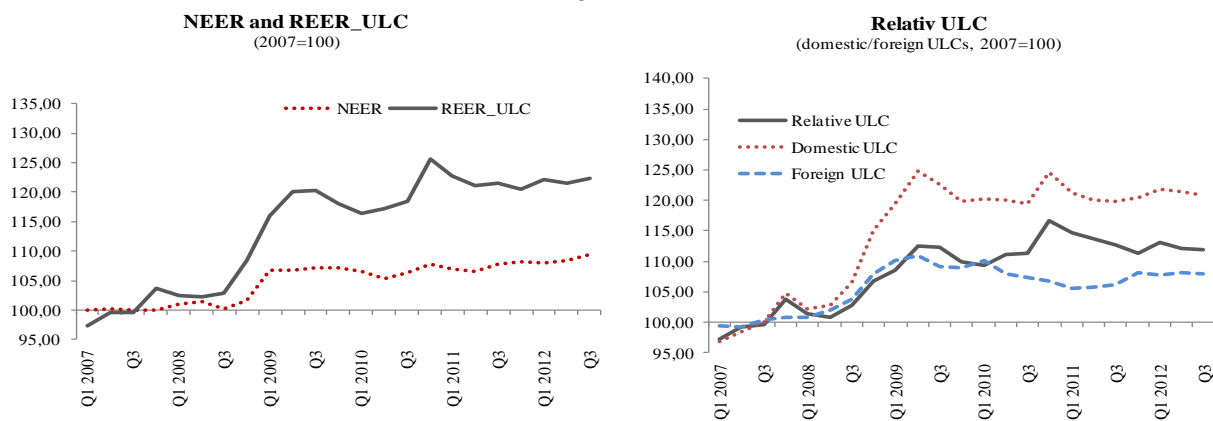 NEER and REER_ULC
(2007=100)
135,00
130,00
125,00
120,00
115,00
110,00
105,00
100,00
95,00
NEER
REER_ULC
Q1 2007
Q3
Q1 2008
Q3
Q1 2009
Q3
Q1 2010
Q3
Q1 2011
Q3
Q1 2012
Q3
Relativ ULC
(domestic/foreign ULCs, 2007=100)
140,00
135,00
130,00
125,00
120,00
115,00
110,00
105,00
100,00
95,00
Relative ULC
Domestic ULC
Foreign ULC
Q1 2007
Q3
Q1 2008
Q3
Q1 2009
Q3
Q1 2010
Q3
Q1 2011
Q3
Q1 2012
Q3